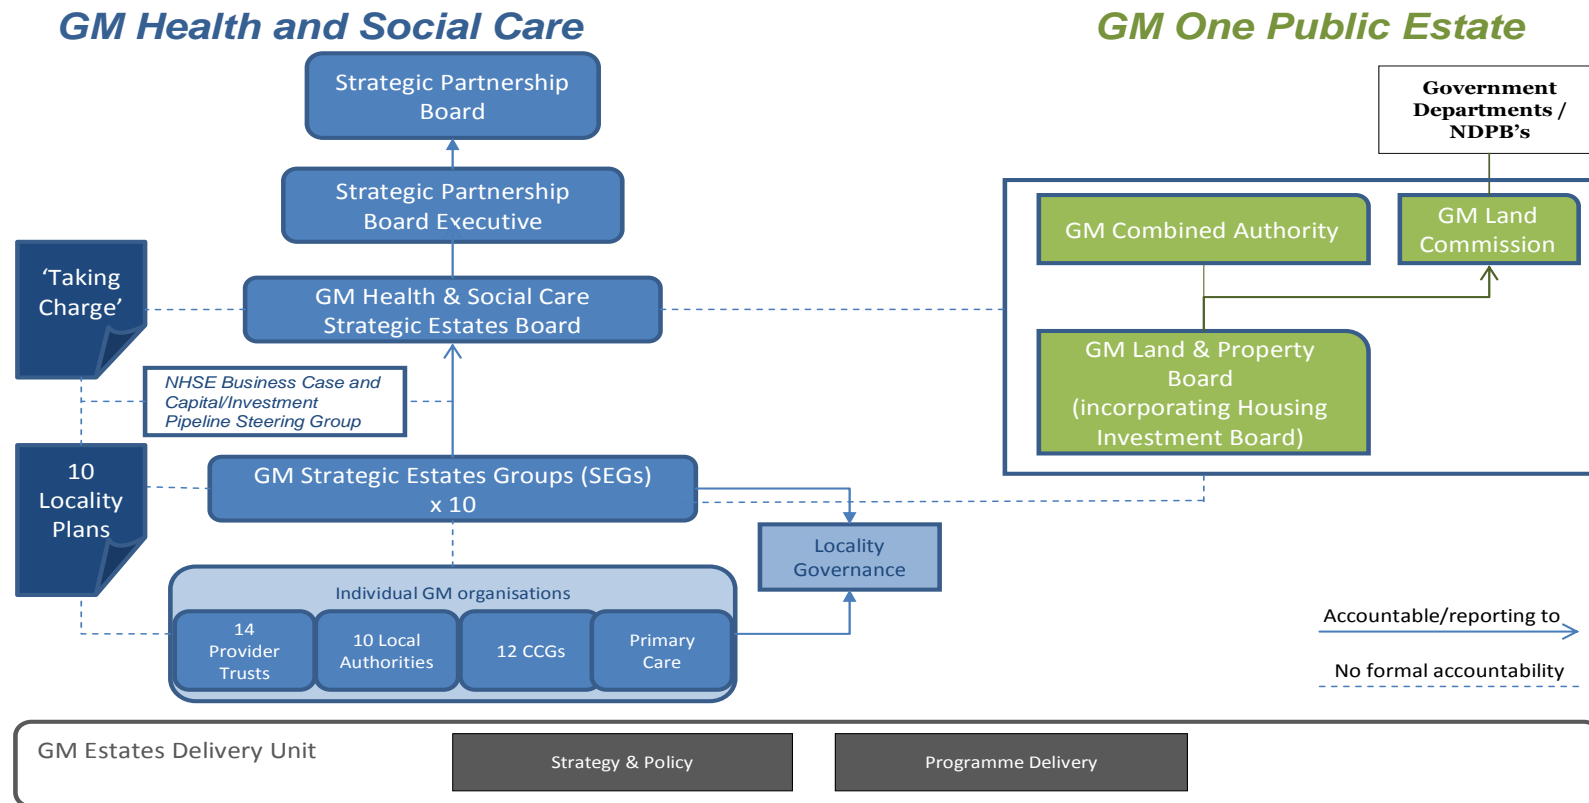 GM Health and Social Care
GM One Public Estate
Strategic Partnership
Board
Government
Departments /
NDPB's
Strategic Partnership
Board Executive
GM Combined Authority
GM Land
Commission
'Taking
Charge'
GM Health & Social Care
Strategic Estates Board
GM Land & Property
Board
(incorporating Housing
Investment Board)
NHSE Business Case and
Capital/Investment
Pipeline Steering Group
10
Locality
Plans
GM Strategic Estates Groups (SEGs)
x 10
Locality
Governance
Individual GM organisations
14
Provider
Trusts
10 Local
Authorities
12 CCGs
Primary
Care
Accountable/reporting to
No formal accountability
GM Estates Delivery Unit
Strategy & Policy
Programme Delivery